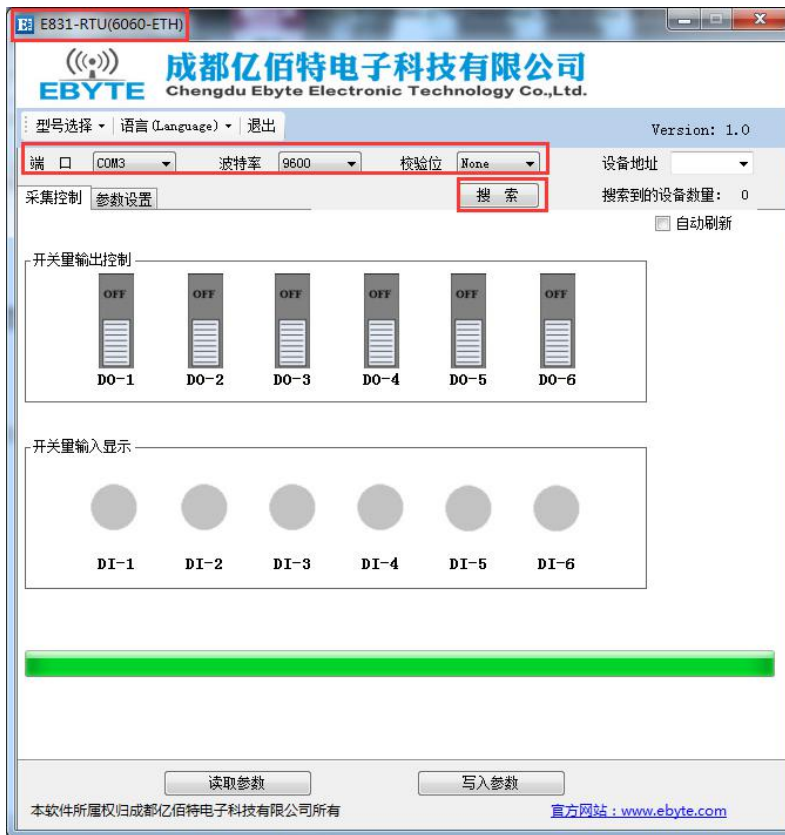 E831-RTU(6060-ETH)
EBYTE
成都亿佰特电子科技有限公司
Chengdu Ebyte Electronic Technology Co.,Ltd.
型号选择 语言(Language) 退出
Version: 1.0
端 口 COM3 波特率 9600 校验位 None 设备地址
采集控制 参数设置 搜 索 搜索到的设备数量: 0
自动刷新
开关量输出控制
OFF OFF OFF OFF OFF OFF
DO-1 DO-2 DO-3 DO-4 DO-5 DO-6
开关量输入显示
DI-1 DI-2 DI-3 DI-4 DI-5 DI-6
读取参数 写入参数
本软件所属权归成都亿佰特电子科技有限公司所有 官方网站：www.ebyte.com